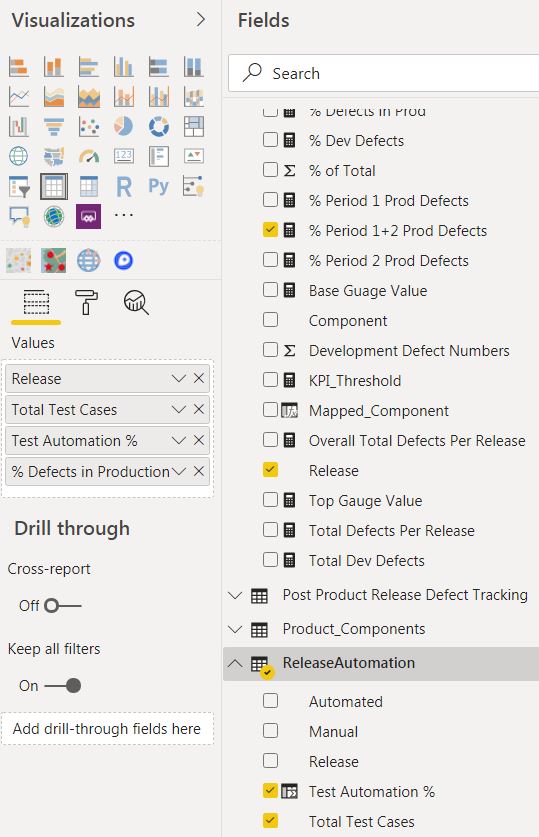 Visualizations
Values
Release
Total Test Cases
Test Automation %
% Defects in Production
Drill through
Cross-report
Off
Keep all filters
On
Add drill-through fields here
Fields
Search
% Defects in Prod
% Dev Defects
% of Total
% Period 1 Prod Defects
% Period 1+2 Prod Defects
% Period 2 Prod Defects
Base Guage Value
Component
Development Defect Numbers
KPI_Threshold
Mapped_Component
Overall Total Defects Per Release
Release
Top Gauge Value
Total Defects Per Release
Total Dev Defects
Post Product Release Defect Tracking
Product_Components
ReleaseAutomation
Automated
Manual
Release
Test Automation %
Total Test Cases